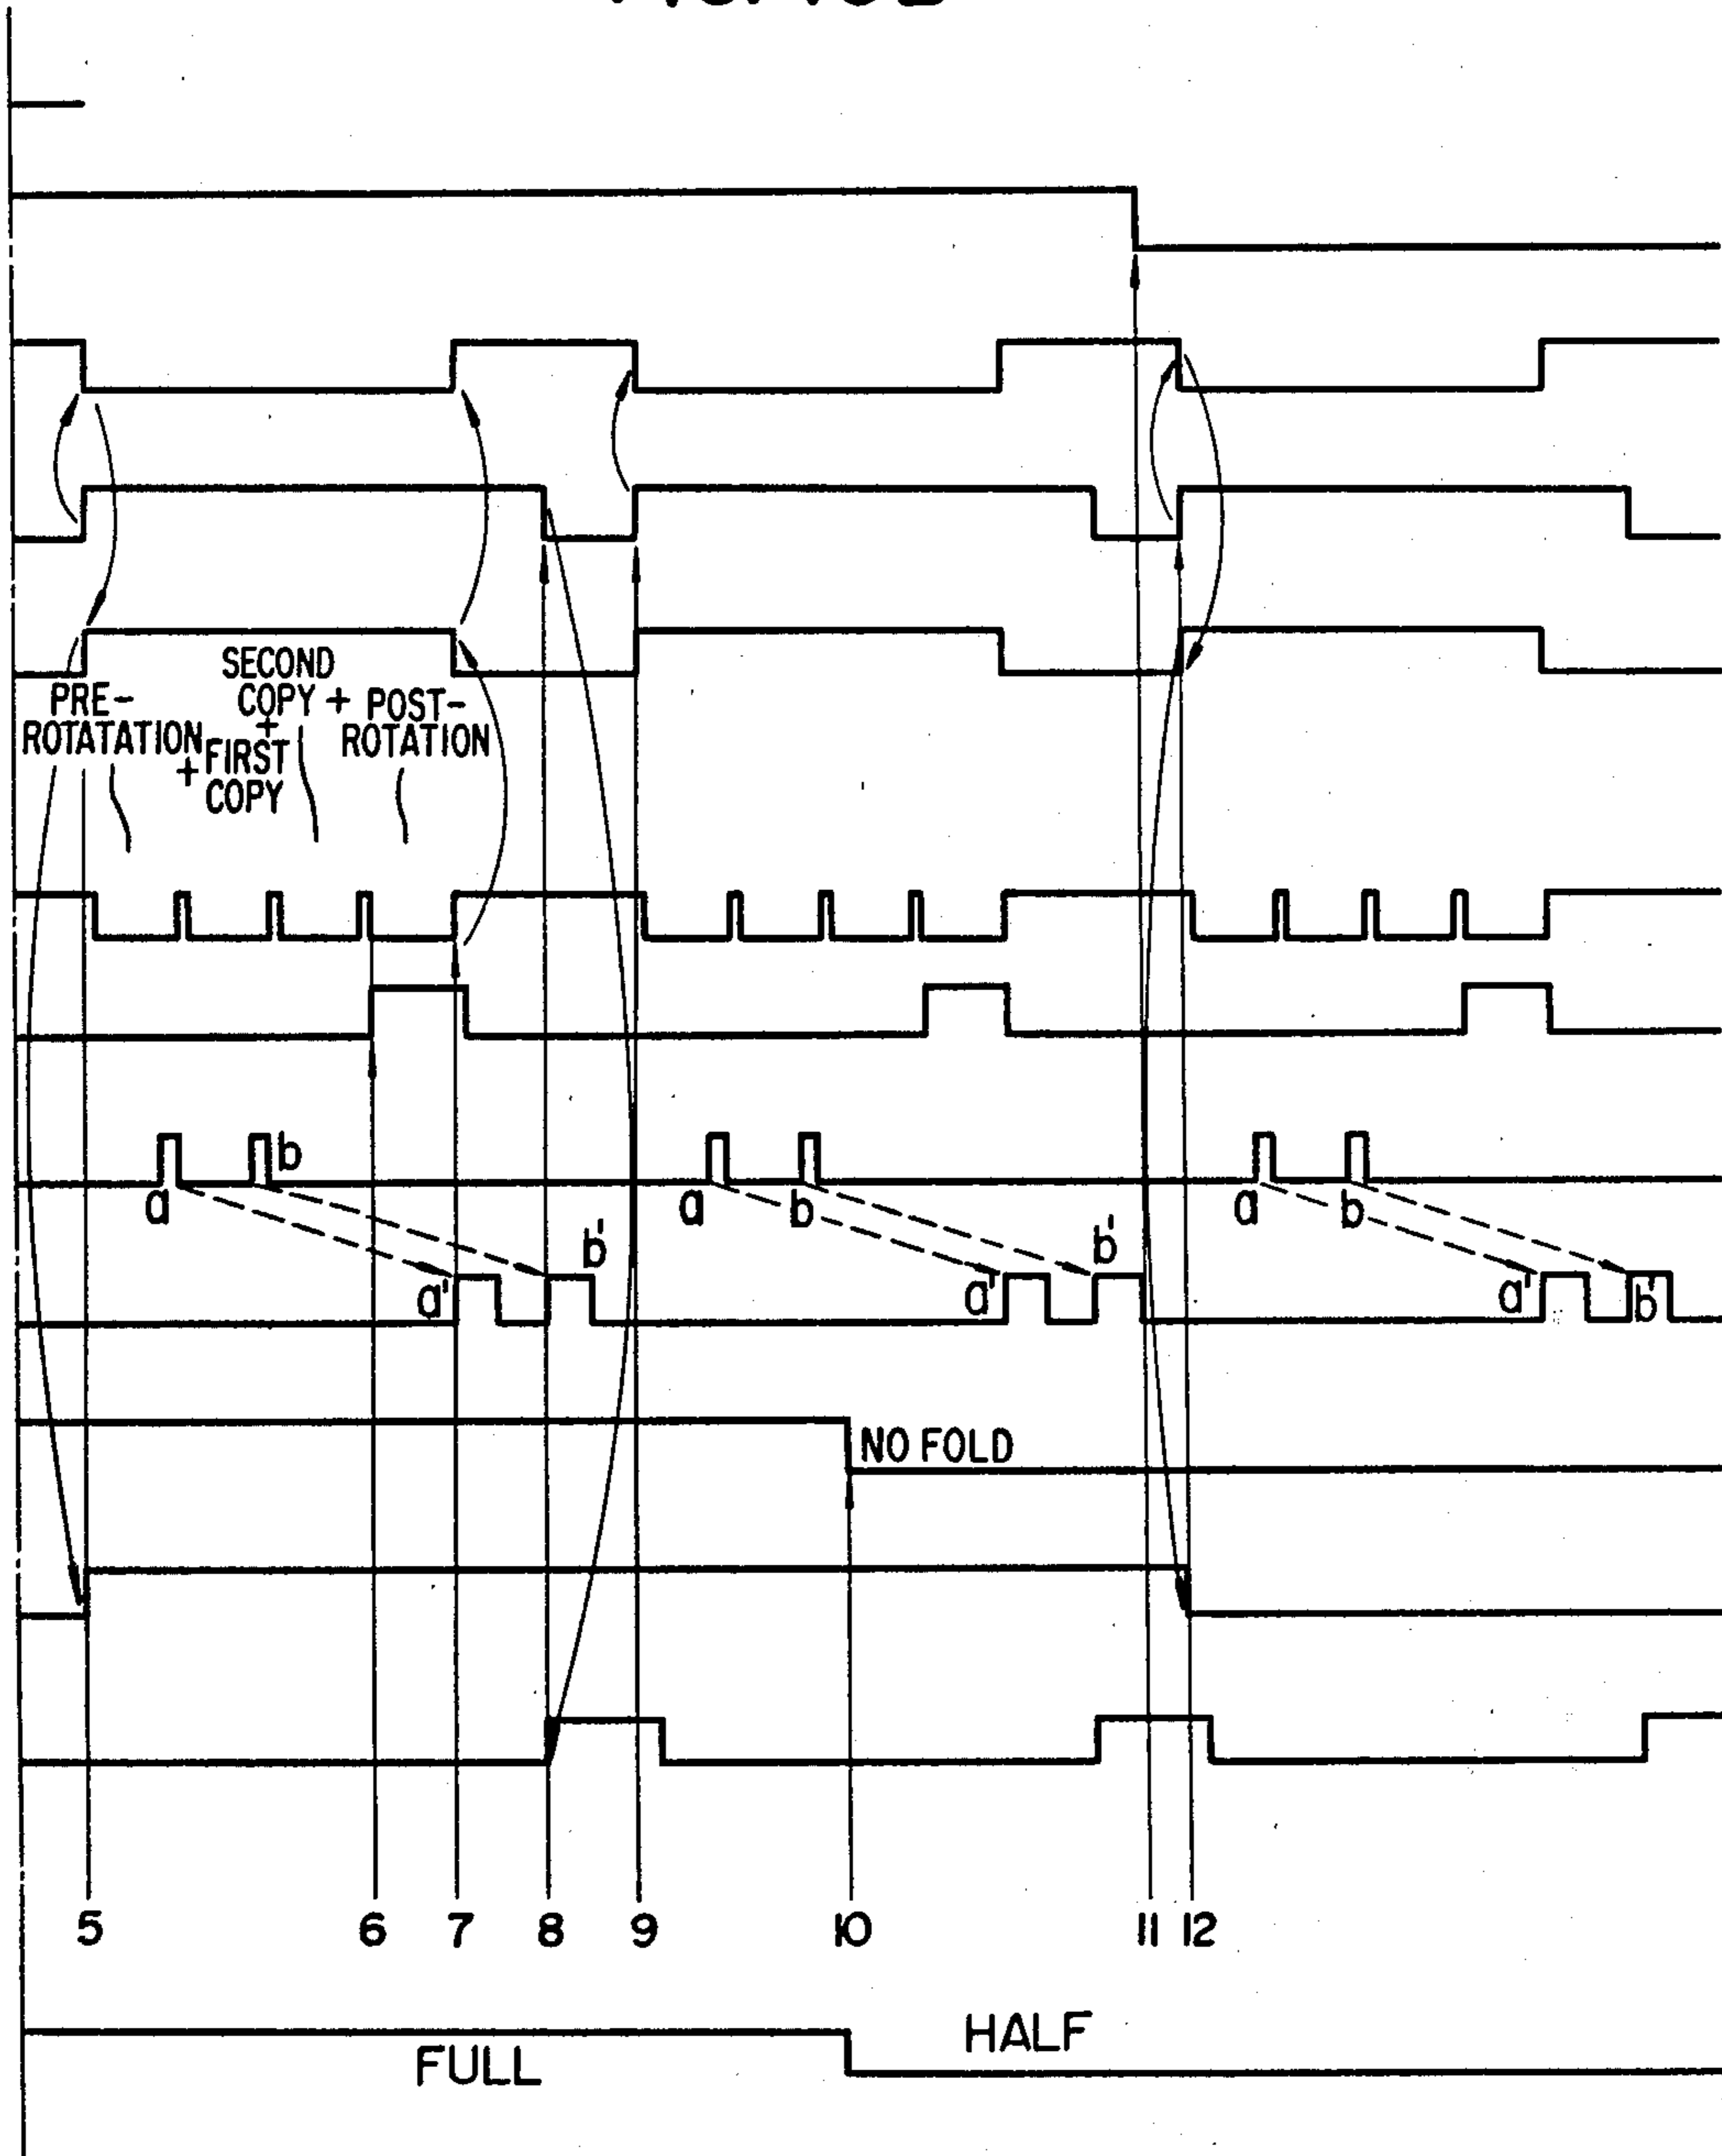 PRE-
ROTATATION
+ FIRST
COPY
+
SECOND
COPY +
POST-
ROTATION
b
a
b'
a'
a
b
b'
a'
a
b
a'
b'
NO FOLD
5 6 7 8 9 10 11 12
FULL
HALF